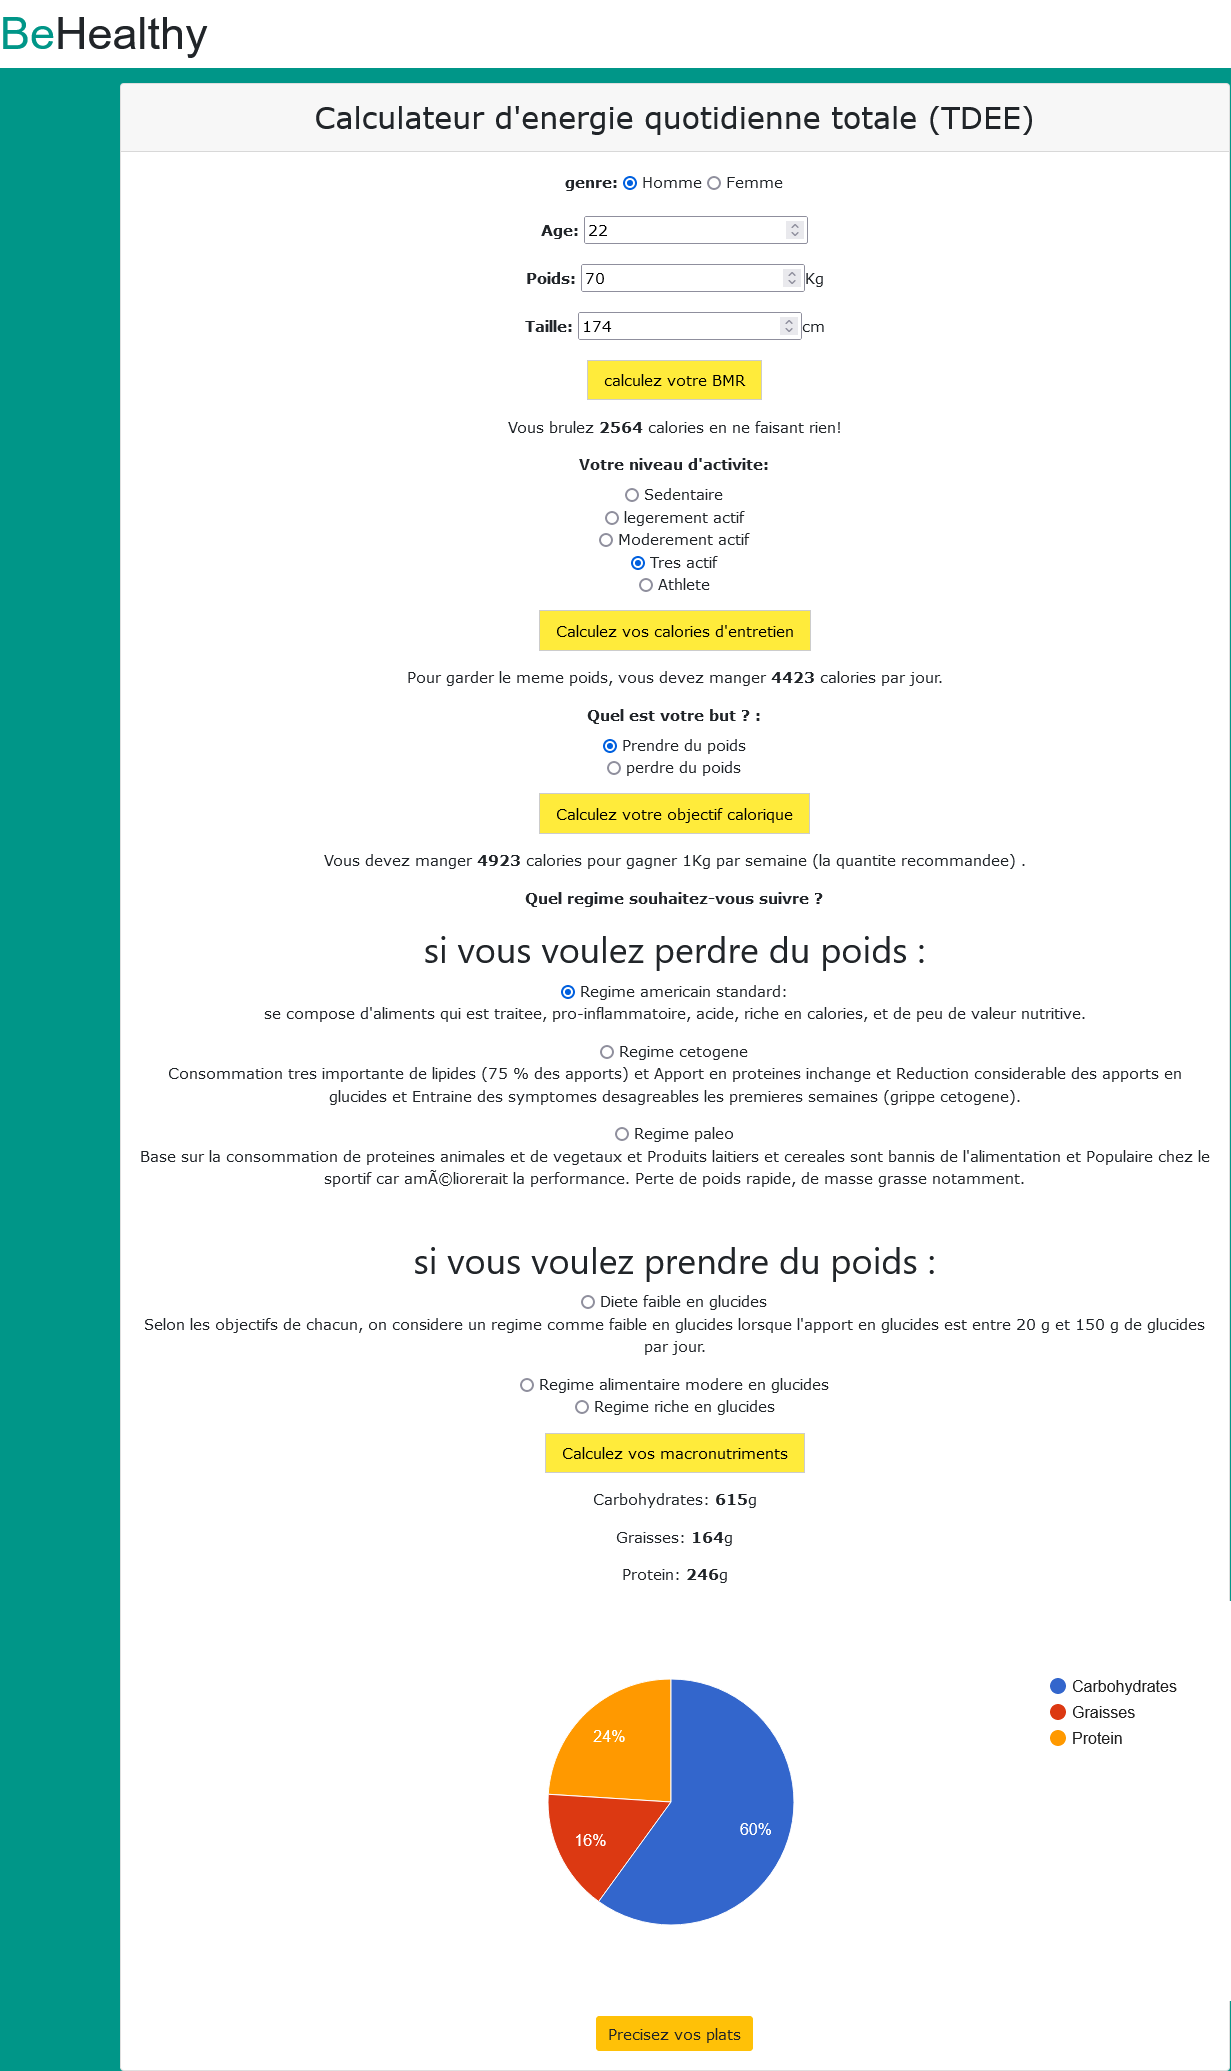 BeHealthy
Calculateur d'energie quotidienne totale (TDEE)
genre: Homme Femme
Age: 22
Poids: 70 Kg
Taille: 174 cm
calculez votre BMR
Vous brulez 2564 calories en ne faisant rien!
Votre niveau d'activite:
Sedentaire
legerement actif
Moderement actif
Tres actif
Athlete
Calculez vos calories d'entretien
Pour garder le meme poids, vous devez manger 4423 calories par jour.
Quel est votre but ? :
Prendre du poids
perdre du poids
Calculez votre objectif calorique
Vous devez manger 4923 calories pour gagner 1Kg par semaine (la quantite recommandee) .
Quel regime souhaitez-vous suivre ?
si vous voulez perdre du poids :
Regime americain standard:
se compose d'aliments qui est traitee, pro-inflammatoire, acide, riche en calories, et de peu de valeur nutritive.
Regime cetogene
Consommation tres importante de lipides (75 % des apports) et Apport en proteines inchange et Reduction considerable des apports en
glucides et Entraine des symptomes desagreables les premieres semaines (grippe cetogene).
Regime paleo
Base sur la consommation de proteines animales et de vegetaux et Produits laitiers et cereales sont bannis de l'alimentation et Populaire chez le
sportif car amÃ©liorerait la performance. Perte de poids rapide, de masse grasse notamment.
si vous voulez prendre du poids :
Diete faible en glucides
Selon les objectifs de chacun, on considere un regime comme faible en glucides lorsque l'apport en glucides est entre 20 g et 150 g de glucides
par jour.
Regime alimentaire modere en glucides
Regime riche en glucides
Calculez vos macronutriments
Carbohydrates: 615g
Graisses: 164g
Protein: 246g
Carbohydrates
Graisses
Protein
24%
60%
16%
Precisez vos plats